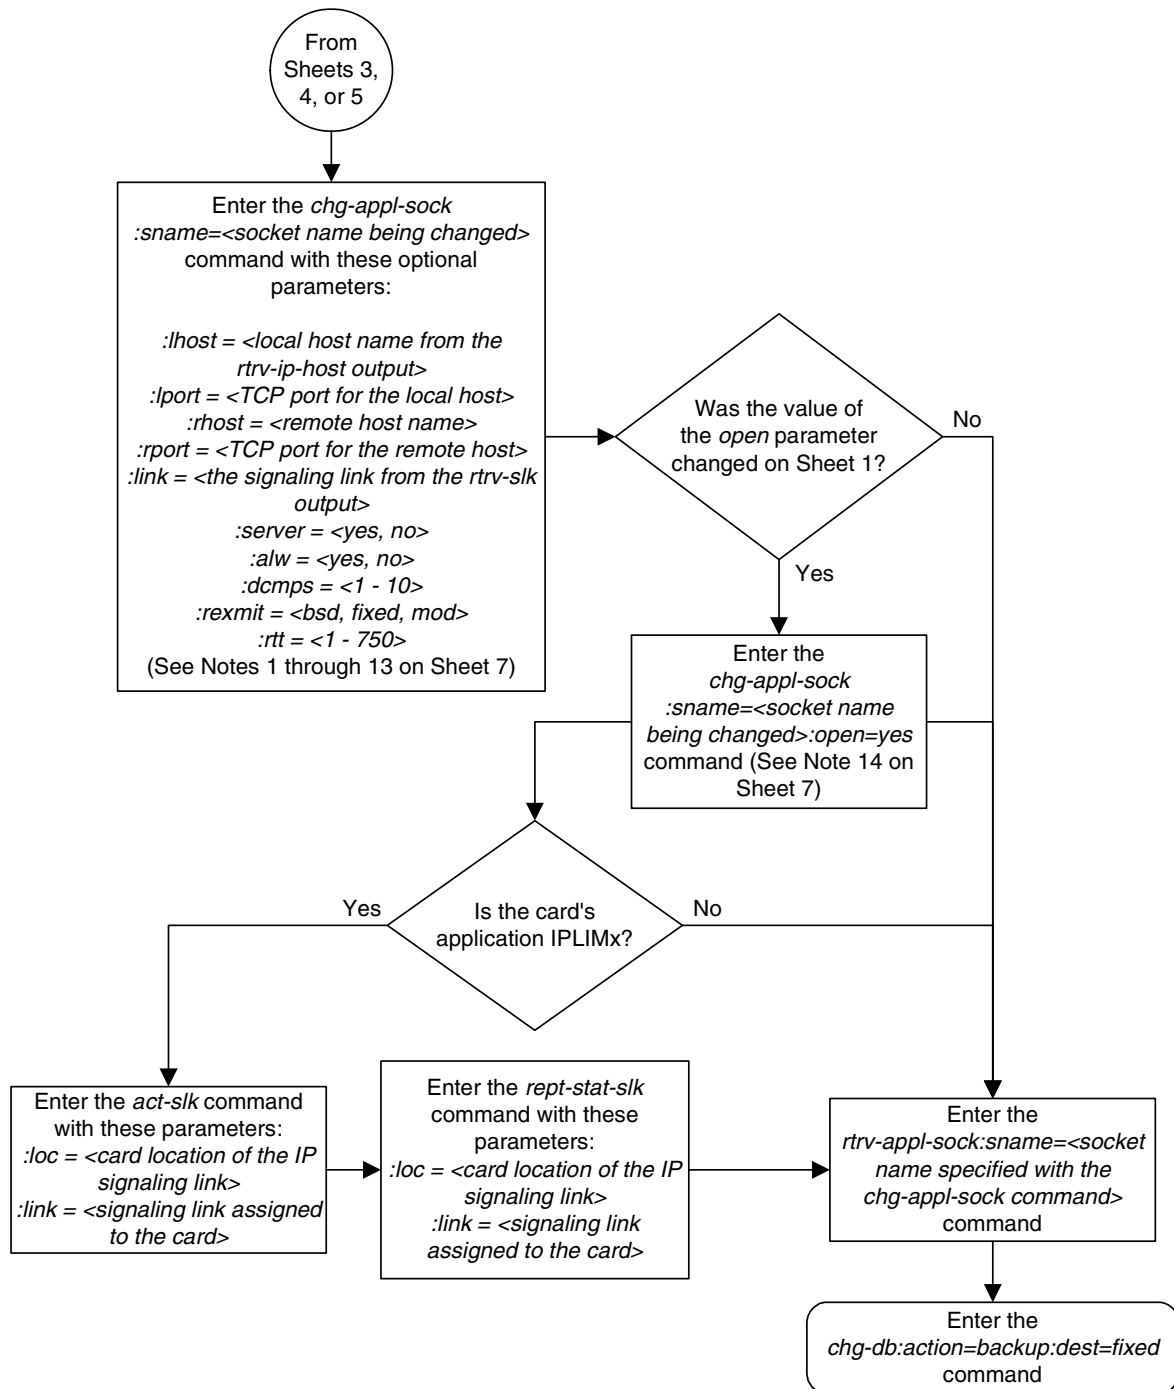 From
Sheets 3,
4, or 5
Enter the chg-appl-sock
:sname=<socket name being changed>
command with these optional
parameters:
:lhost = <local host name from the
rtrv-ip-host output>
:lport = <TCP port for the local host>
:rhost = <remote host name>
:rport = <TCP port for the remote host>
:link = <the signaling link from the rtrv-slk
output>
:server = <yes, no>
:alw = <yes, no>
:dcmps = <1 - 10>
:rexmit = <bsd, fixed, mod>
:rtt = <1 - 750>
(See Notes 1 through 13 on Sheet 7)
Was the value of
the open parameter
changed on Sheet 1?
No
Yes
Enter the
chg-appl-sock
:sname=<socket name
being changed>:open=yes
command (See Note 14 on
Sheet 7)
Is the card's
application IPLIMx?
Yes
No
Enter the act-slk command
with these parameters:
:loc = <card location of the IP
signaling link>
:link = <signaling link assigned
to the card>
Enter the rept-stat-slk
command with these
parameters:
:loc = <card location of the IP
signaling link>
:link = <signaling link
assigned to the card>
Enter the
rtrv-appl-sock:sname=<socket
name specified with the
chg-appl-sock command>
command
Enter the
chg-db:action=backup:dest=fixed
command